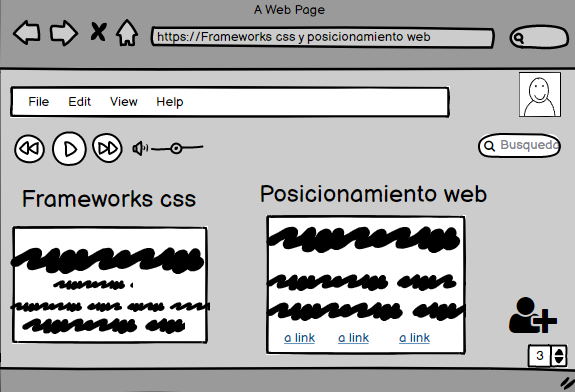 A Web Page
https://Frameworks css y posicionamiento web
File Edit View Help
Busqueda
Frameworks css
Posicionamiento web
a link a link a link
3